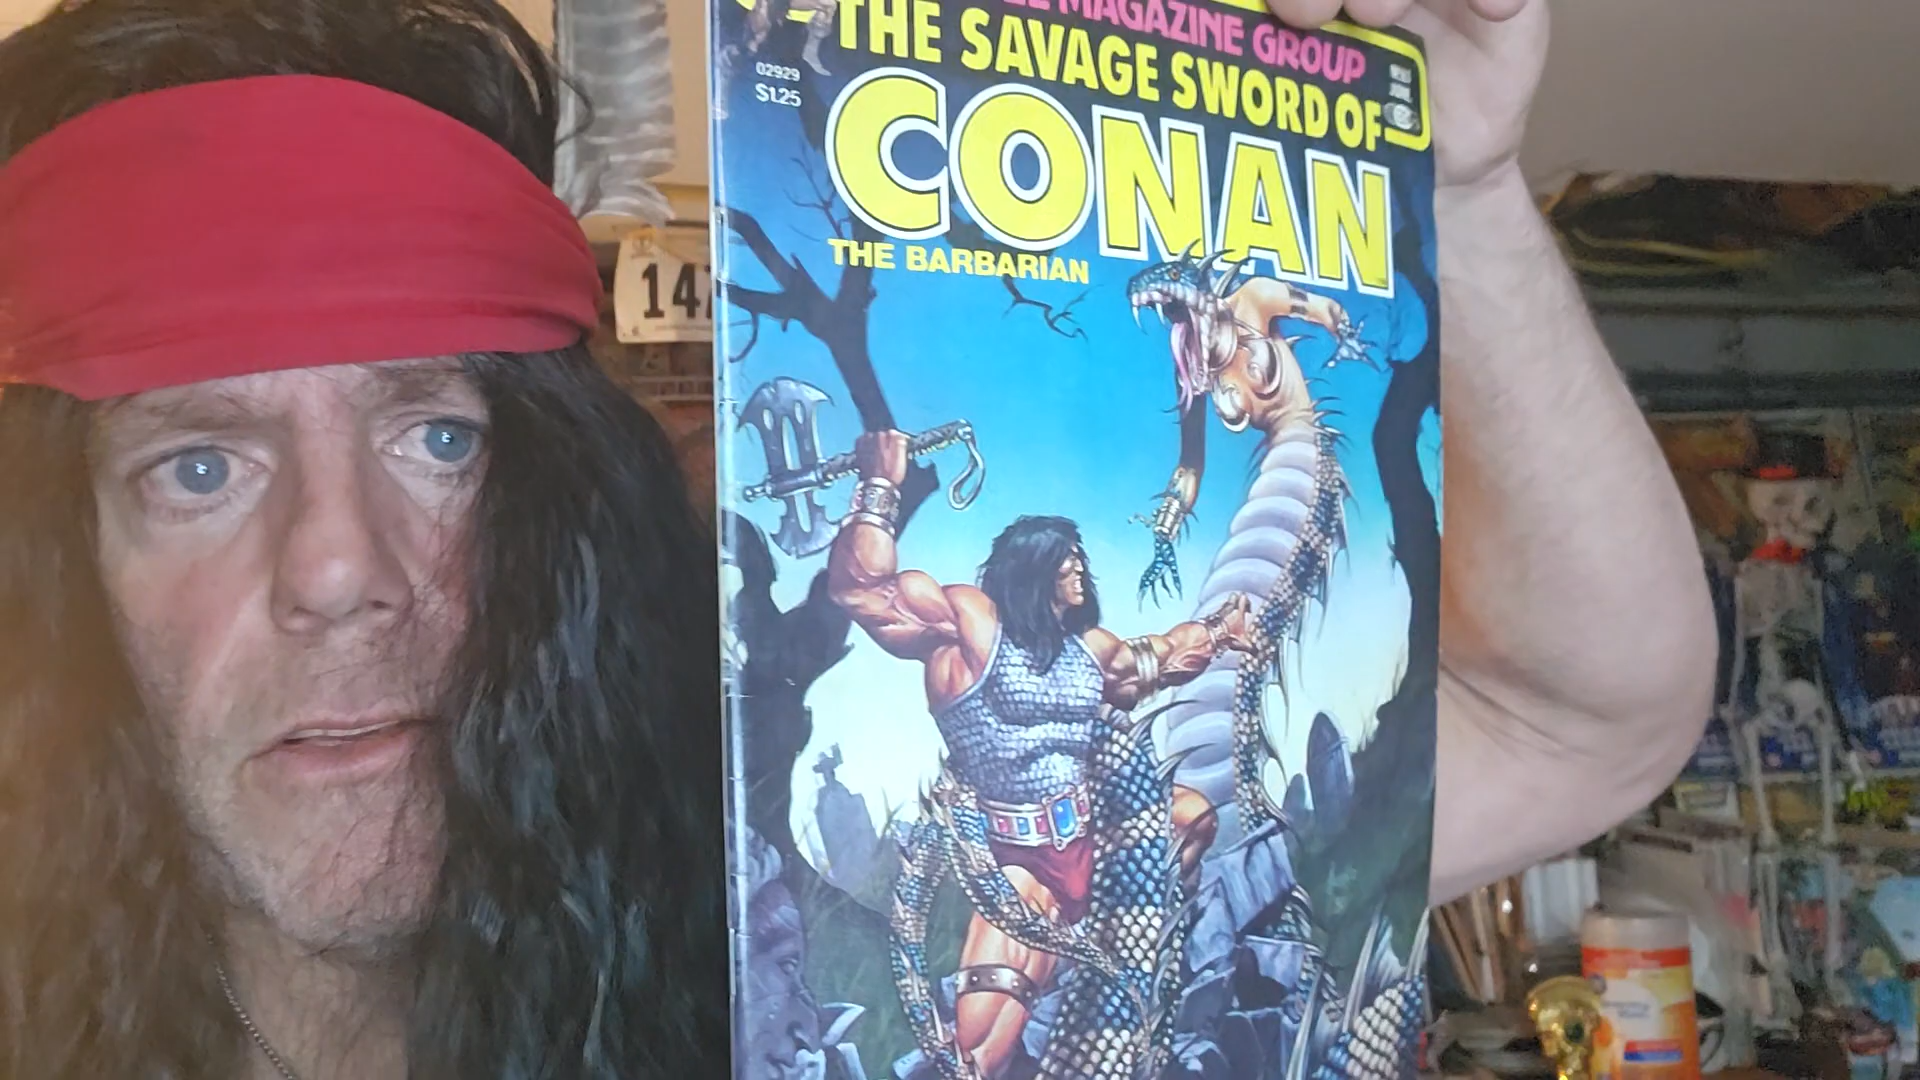 MAGAZINE GROUP
THE SAVAGE SWORD OF
CONAN
THE BARBARIAN
02929
$1.25
147